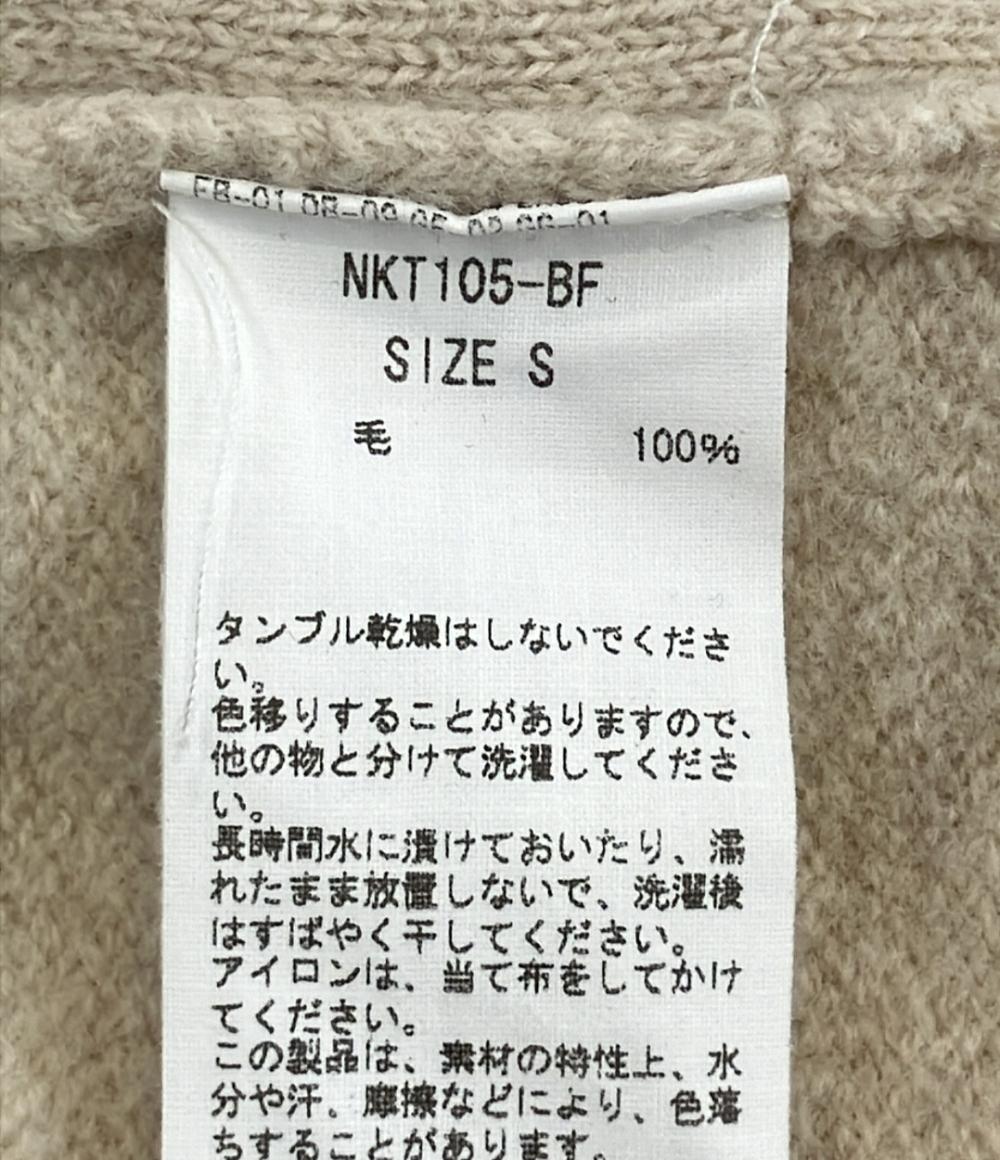 NKT105-BF
SIZE S
毛 100%
タンブル乾燥はしないでくださ
い。
色移りすることがありますので、
他の物と分けて洗濯してくださ
い。
長時間水に漬けておいたり、濡
れたまま放置しないで、洗濯後
はすばやく干してください。
アイロンは、当て布をしてかけ
てください。
この製品は、素材の特性上、水
分や汗、摩擦などにより、色落
ちすることがあります。